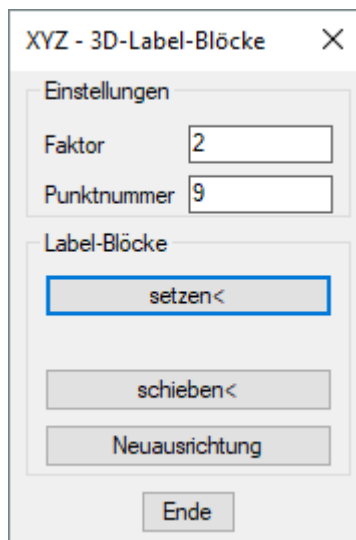 XYZ - 3D-Label-Blöcke
Einstellungen
Faktor 2
Punktnummer 9
Label-Blöcke
setzen<
schieben<
Neuausrichtung
Ende